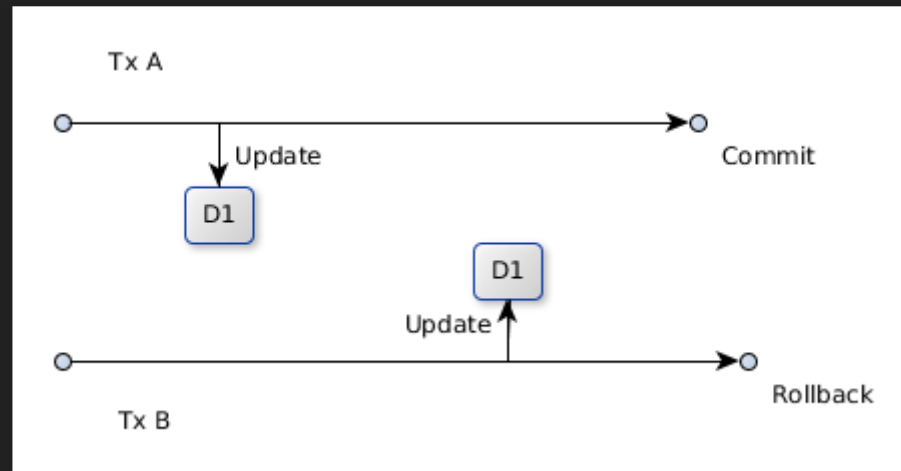 Tx A
Update
Commit
D1
D1
Update
Rollback
Tx B